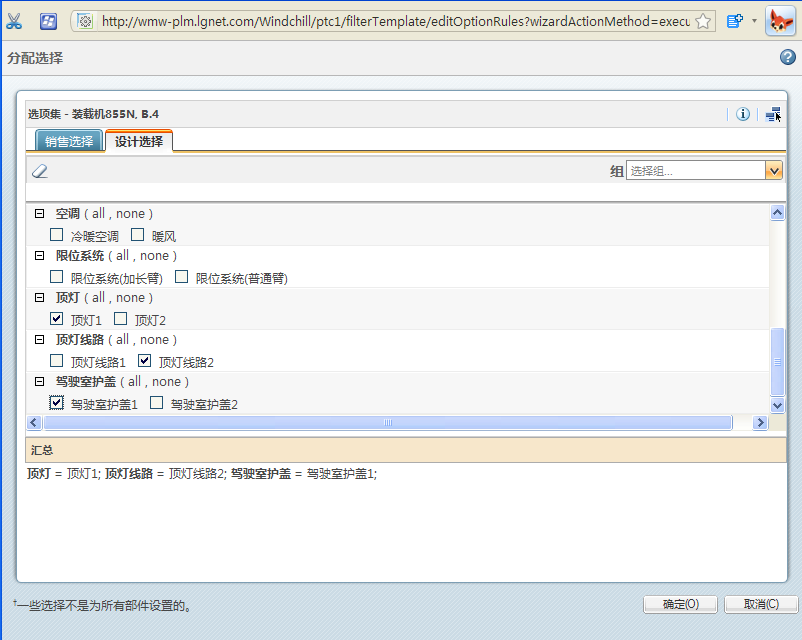 http://wmw-plm.lgnet.com/Windchill/ptc1/filterTemplate/editOptionRules?wizardActionMethod=execu
分配选择
选项集 - 装载机855N, B.4
销售选择 设计选择
组 选择组...
空调 ( all , none )
冷暖空调 暖风
限位系统 ( all , none )
限位系统(加长臂) 限位系统(普通臂)
顶灯 ( all , none )
顶灯1 顶灯2
顶灯线路 ( all , none )
顶灯线路1 顶灯线路2
驾驶室护盖 ( all , none )
驾驶室护盖1 驾驶室护盖2
汇总
顶灯 = 顶灯1; 顶灯线路 = 顶灯线路2; 驾驶室护盖 = 驾驶室护盖1;
†一些选择不是为所有部件设置的。
确定(O) 取消(C)